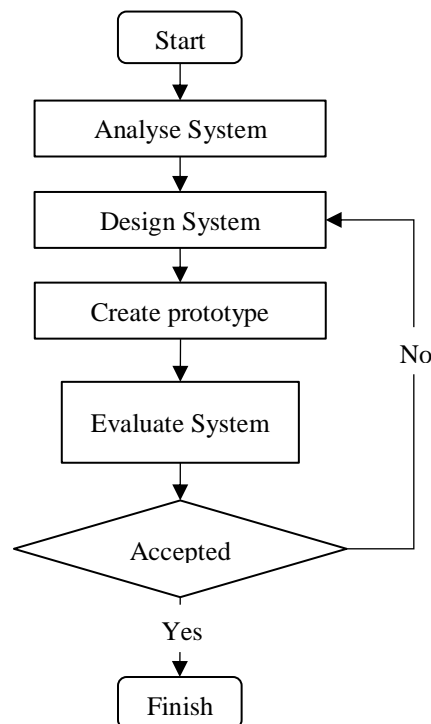 Start
Analyse System
Design System
Create prototype
No
Evaluate System
Accepted
Yes
Finish